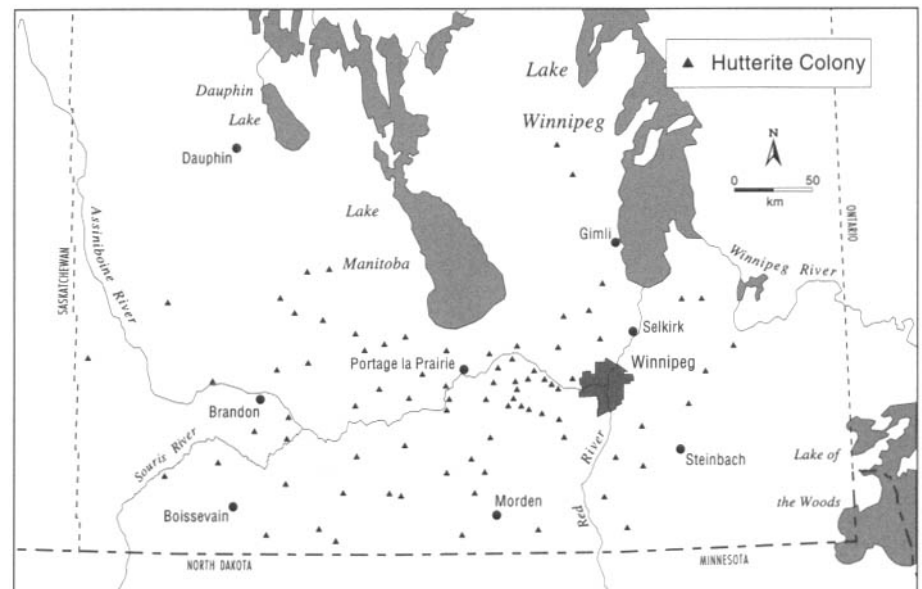 Hutterite Colony
Lake
Winnipeg
Dauphin
Lake
Dauphin
N
0 50
km
Lake
Manitoba
Gimli
ONTARIO
Winnipeg River
SASKATCHEWAN
Assiniboine River
Selkirk
Portage la Prairie
Winnipeg
Brandon
Souris River
Red River
Steinbach
Lake of
the Woods
Boissevain
Morden
NORTH DAKOTA
MINNESOTA